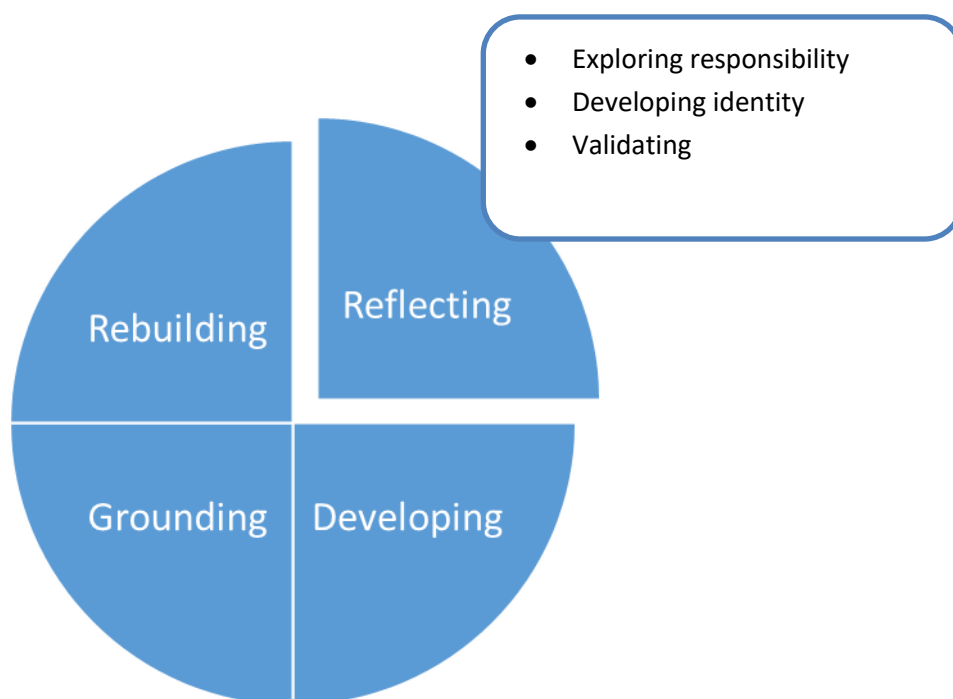 • Exploring responsibility
• Developing identity
• Validating
Reflecting
Rebuilding
Grounding
Developing